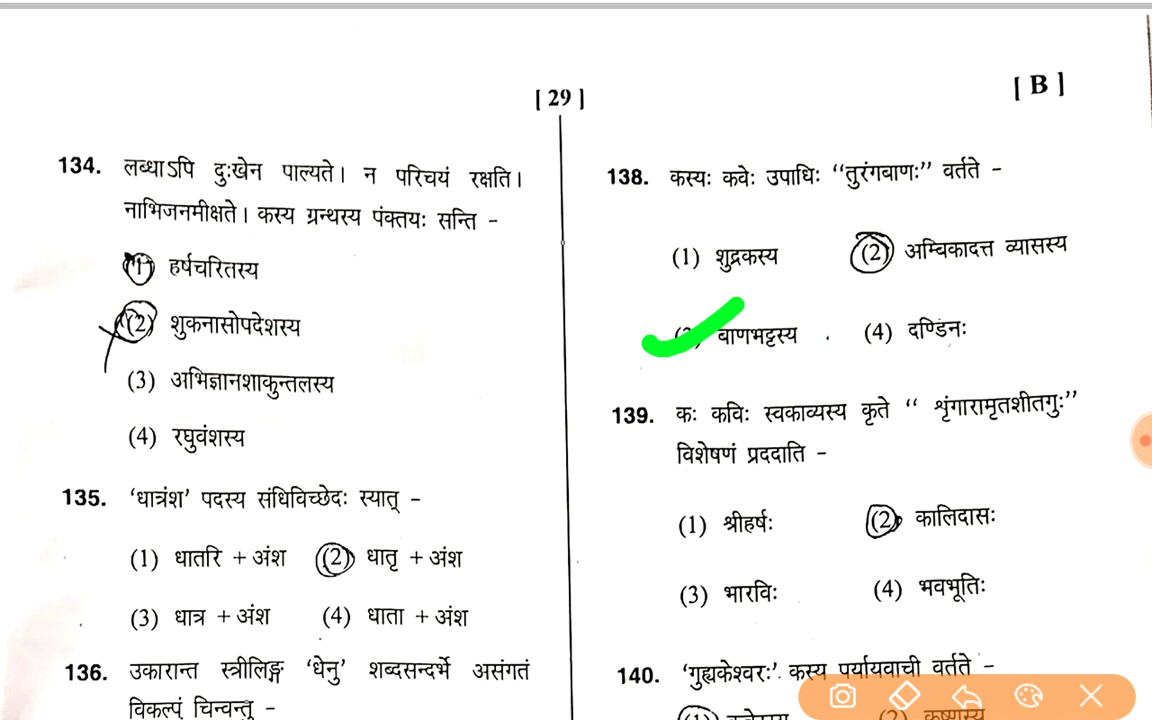 [ 29 ]
[ B ]
134. लब्धाऽपि दुःखेन पाल्यते। न परिचयं रक्षति।
नाभिजनमीक्षते। कस्य ग्रन्थस्य पंक्तयः सन्ति -
(1) हर्षचरितस्य
(2) शुकनासोपदेशस्य
(3) अभिज्ञानशाकुन्तलस्य
(4) रघुवंशस्य
135. 'धात्रंश' पदस्य संधिविच्छेदः स्यात् -
(1) धातरि + अंश (2) धातृ + अंश
(3) धात्र + अंश (4) धाता + अंश
136. उकारान्त स्त्रीलिङ्ग 'धेनु' शब्दसन्दर्भे असंगतं
विकल्पं चिन्वन्तु -
138. कस्यः कवेः उपाधिः "तुरंगबाणः" वर्तते -
(1) शुद्रकस्य (2) अम्बिकादत्त व्यासस्य
बाणभट्टस्य (4) दण्डिनः
139. कः कविः स्वकाव्यस्य कृते " शृंगारामृतशीतगुः"
विशेषणं प्रददाति -
(1) श्रीहर्षः (2) कालिदासः
(3) भारविः (4) भवभूतिः
140. 'गुह्यकेश्वरः' कस्य पर्यायवाची वर्तते -